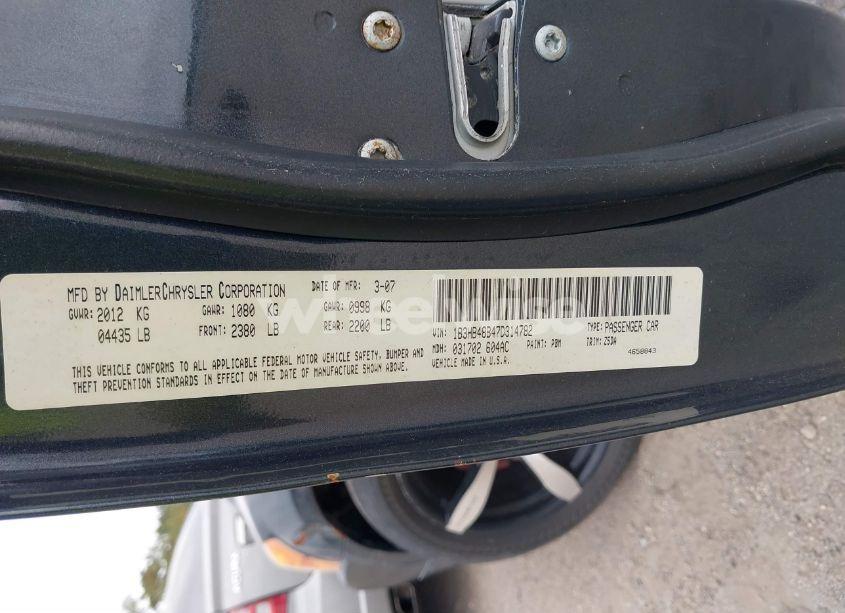 MFD BY DAIMLERCHRYSLER CORPORATION DATE OF MFR: 3-07
GVWR: 2012 KG GAWR: 1080 KG GAWR: 0998 KG
04435 LB FRONT: 2380 LB REAR: 2200 LB
THIS VEHICLE CONFORMS TO ALL APPLICABLE FEDERAL MOTOR VEHICLE SAFETY, BUMPER AND
THEFT PREVENTION STANDARDS IN EFFECT ON THE DATE OF MANUFACTURE SHOWN ABOVE.
VIN: 1B3HB48B47D314782 TYPE: PASSENGER CAR
MDH: 031702 604AC PAINT: PBM TRIM: Z5DA
VEHICLE MADE IN U.S.A. 4658843
wheelwise